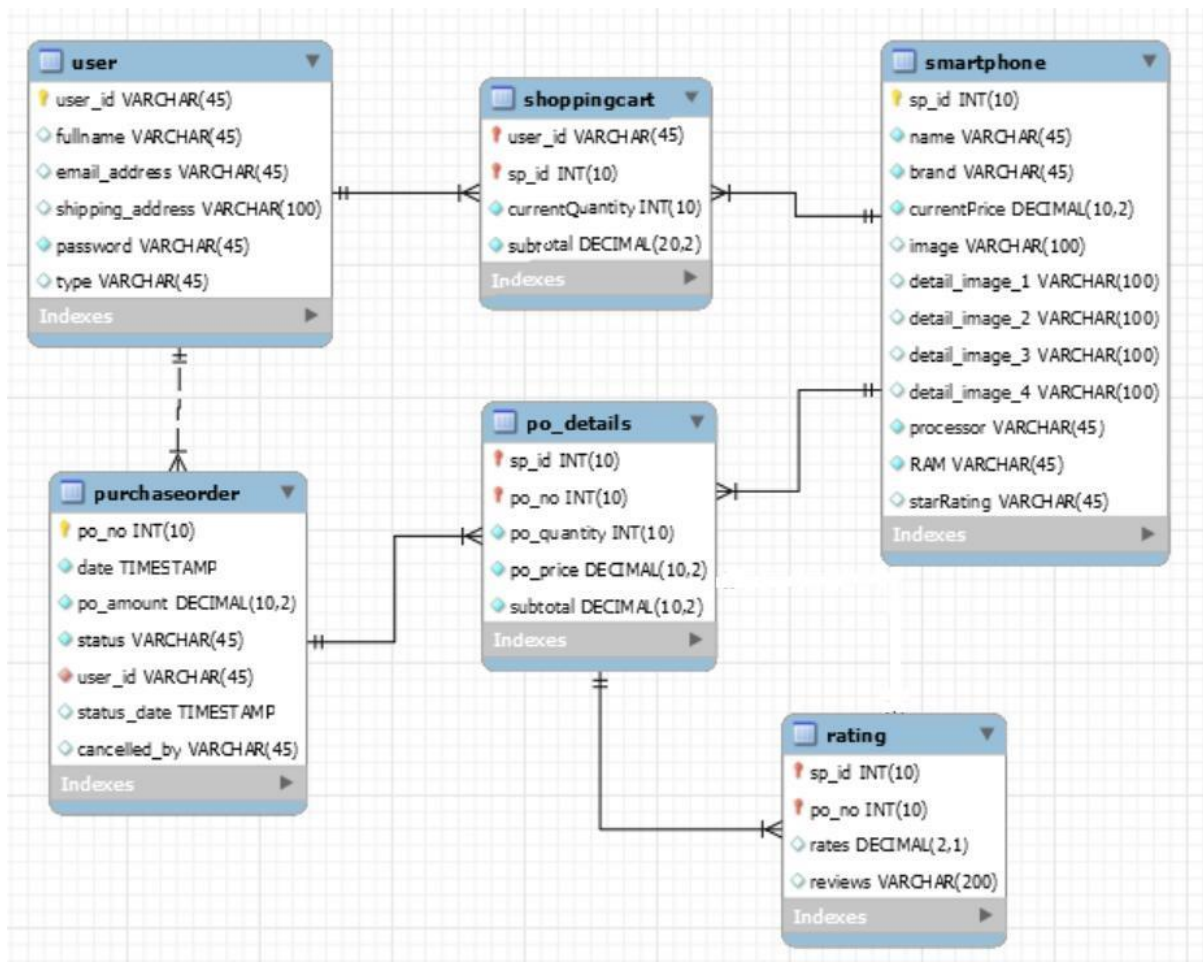 user
user_id VARCHAR(45)
fullname VARCHAR(45)
email_address VARCHAR(45)
shipping_address VARCHAR(100)
password VARCHAR(45)
type VARCHAR(45)
Indexes
shoppingcart
user_id VARCHAR(45)
sp_id INT(10)
currentQuantity INT(10)
subtotal DECIMAL(20,2)
Indexes
smartphone
sp_id INT(10)
name VARCHAR(45)
brand VARCHAR(45)
currentPrice DECIMAL(10,2)
image VARCHAR(100)
detail_image_1 VARCHAR(100)
detail_image_2 VARCHAR(100)
detail_image_3 VARCHAR(100)
detail_image_4 VARCHAR(100)
processor VARCHAR(45)
RAM VARCHAR(45)
starRating VARCHAR(45)
Indexes
purchaseorder
po_no INT(10)
date TIMESTAMP
po_amount DECIMAL(10,2)
status VARCHAR(45)
user_id VARCHAR(45)
status_date TIMESTAMP
cancelled_by VARCHAR(45)
Indexes
po_details
sp_id INT(10)
po_no INT(10)
po_quantity INT(10)
po_price DECIMAL(10,2)
subtotal DECIMAL(10,2)
Indexes
rating
sp_id INT(10)
po_no INT(10)
rates DECIMAL(2,1)
reviews VARCHAR(200)
Indexes